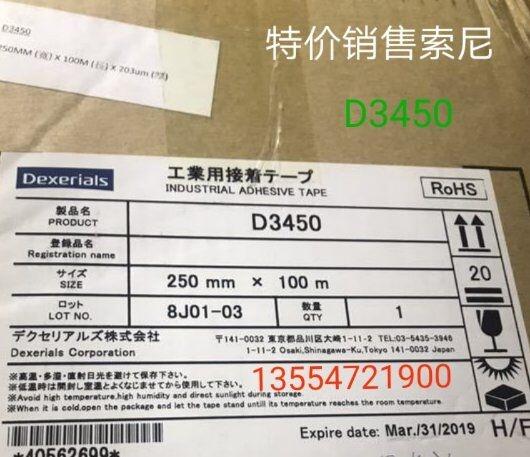 特价销售索尼
D3450
D3450
250MM (寬) X 100M (長) X 203um (厚)
Dexerials
工業用接着テープ
INDUSTRIAL ADHESIVE TAPE
RoHS
製品名
PRODUCT
D3450
登録品名
Registration name
サイズ
SIZE
250 mm × 100 m
20
ロット
LOT NO.
8J01-03
数量
QTY
1
デクセリアルズ株式会社
Dexerials Corporation
〒141-0032 東京都品川区大崎1-11-2 TEL:03-5435-3946
1-11-2 Osaki,Shinagawa-Ku,Tokyo 141-0032 Japan
※高温・多湿・直射日光を避けて保存下さい。
※低温時は開封し室温とよくなじませてから使用して下さい。
13554721900
※Avoid high temperature,high humidity and direct sunlight during storage.
※When it is cold,open the package and let the tape stand until its temperature reaches the room temperature.
Expire date: Mar./31/2019
H/F
*40562699*